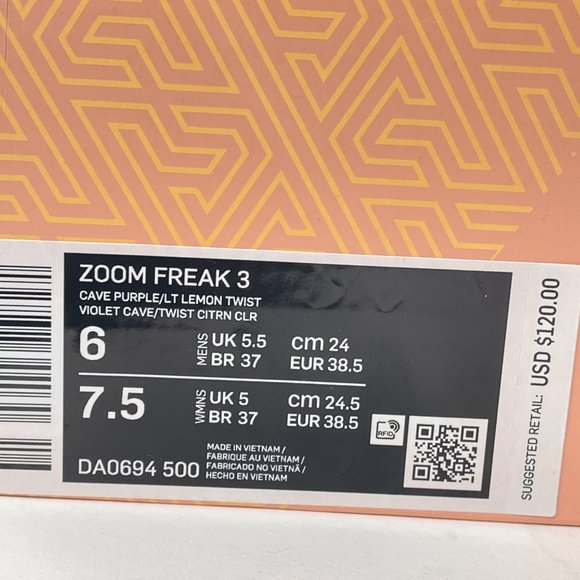 ZOOM FREAK 3
CAVE PURPLE/LT LEMON TWIST
VIOLET CAVE/TWIST CITRN CLR
6 MENS UK 5.5 cm 24
BR 37 EUR 38.5
7.5 WMNS UK 5 cm 24.5
BR 37 EUR 38.5
RFID
DA0694 500
MADE IN VIETNAM /
FABRIQUE AU VIETNAM /
FABRICADO NO VIETNÃ /
HECHO EN VIETNAM
SUGGESTED RETAIL: USD $120.00